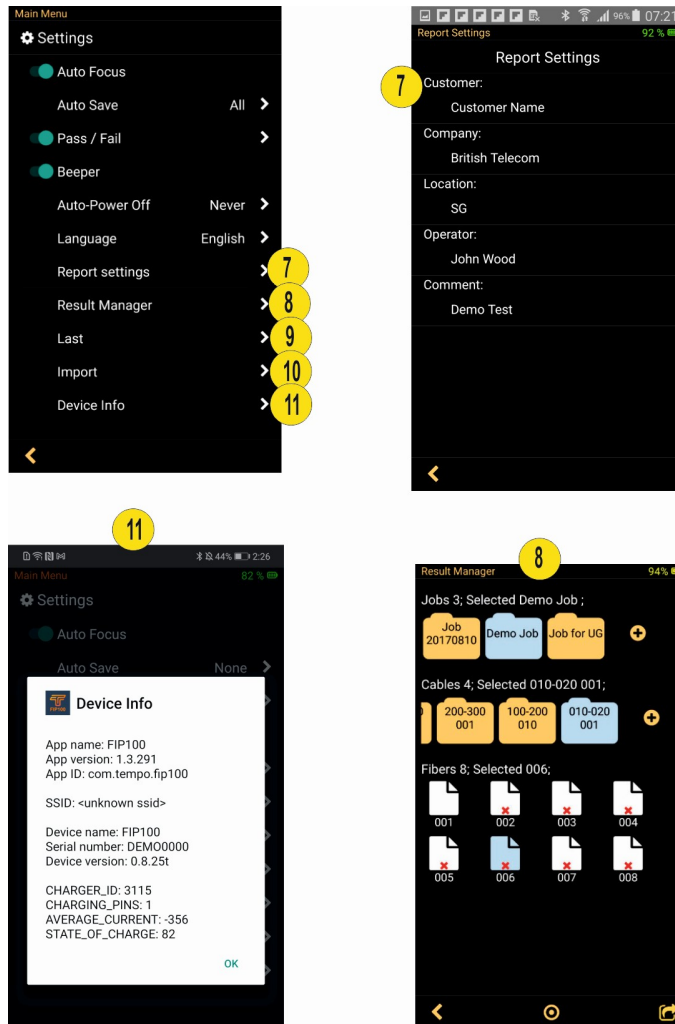 Main Menu
Settings
Auto Focus
Auto Save All
Pass / Fail
Beeper
Auto-Power Off Never
Language English
Report settings 7
Result Manager 8
Last 9
Import 10
Device Info 11
96% 07:21
Report Settings 92 %
Report Settings
7
Customer:
Customer Name
Company:
British Telecom
Location:
SG
Operator:
John Wood
Comment:
Demo Test
11
44% 2:26
Main Menu 82 %
Settings
Auto Focus
Auto Save None
FIP100
Device Info
App name: FIP100
App version: 1.3.291
App ID: com.tempo.fip100
SSID: <unknown ssid>
Device name: FIP100
Serial number: DEMO0000
Device version: 0.8.25t
CHARGER_ID: 3115
CHARGING_PINS: 1
AVERAGE_CURRENT: -356
STATE_OF_CHARGE: 82
OK
8
Result Manager 94%
Jobs 3; Selected Demo Job ;
Job
20170810
Demo Job
Job for UG
Cables 4; Selected 010-020 001;
200-300
001
100-200
010
010-020
001
Fibers 8; Selected 006;
001 002 003 004
005 006 007 008